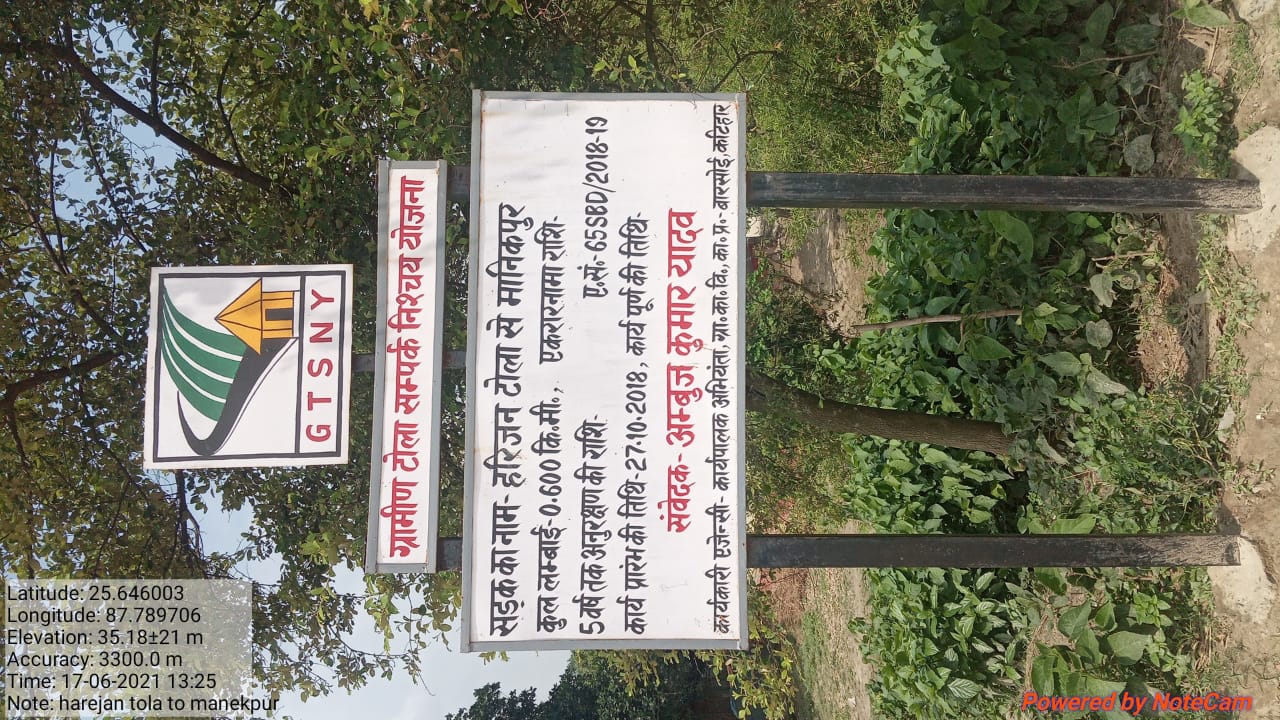 GTSNY
ग्रामीण टोला सम्पर्क निश्चय योजना
सड़क का नाम- हरिजन टोला से मानिकपुर
कुल लम्बाई-0.600 कि.मी., एकरारनामा राशि-
5 वर्ष तक अनुरक्षण की राशि- ए.सं.- 65SBD/2018-19
कार्य प्रारंम की तिथि-27.10.2018, कार्य पूर्ण की तिथि-
संवेदक- अम्बुज कुमार यादव
कार्यकारी एजेन्सी- कार्यपालक अभियंता, ग्रा.का.वि., का.प्र.- बारसोई, कटिहार
Latitude: 25.646003
Longitude: 87.789706
Elevation: 35.18±21 m
Accuracy: 3300.0 m
Time: 17-06-2021 13:25
Note: harejan tola to manekpur
Powered by NoteCam